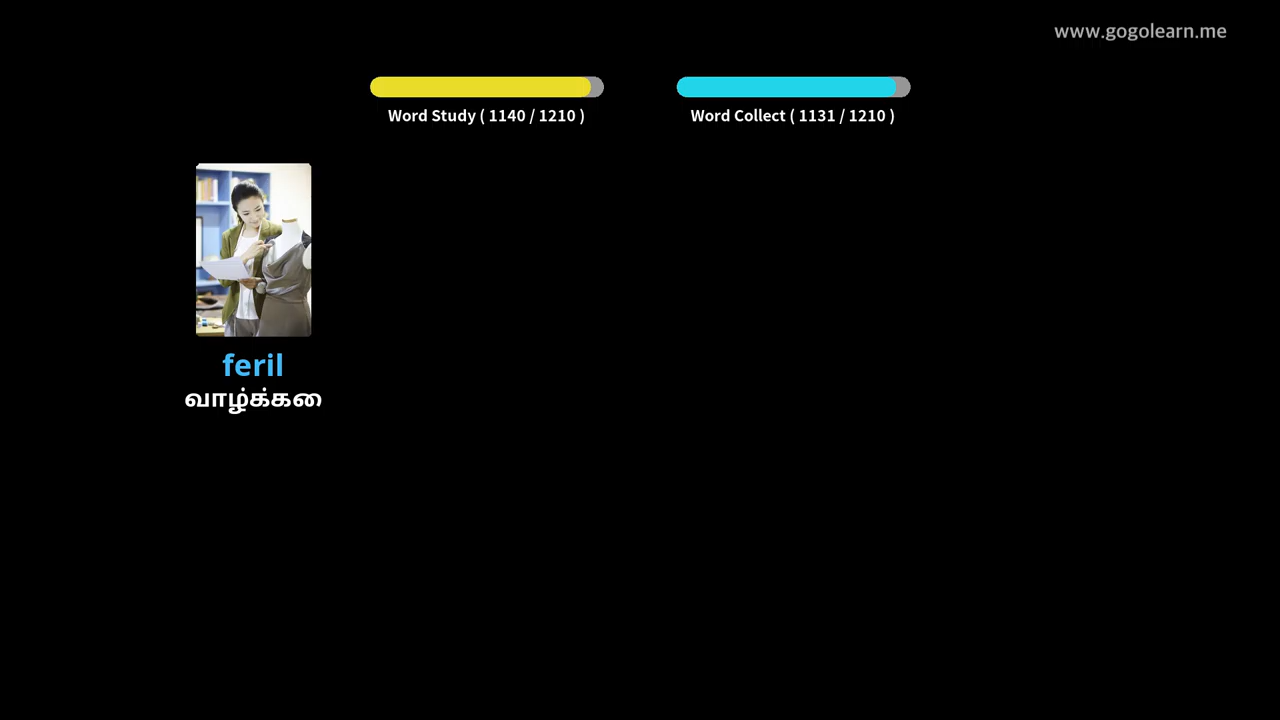 www.gogolearn.me
Word Study ( 1140 / 1210 )
Word Collect ( 1131 / 1210 )
feril
வாழ்க்கை